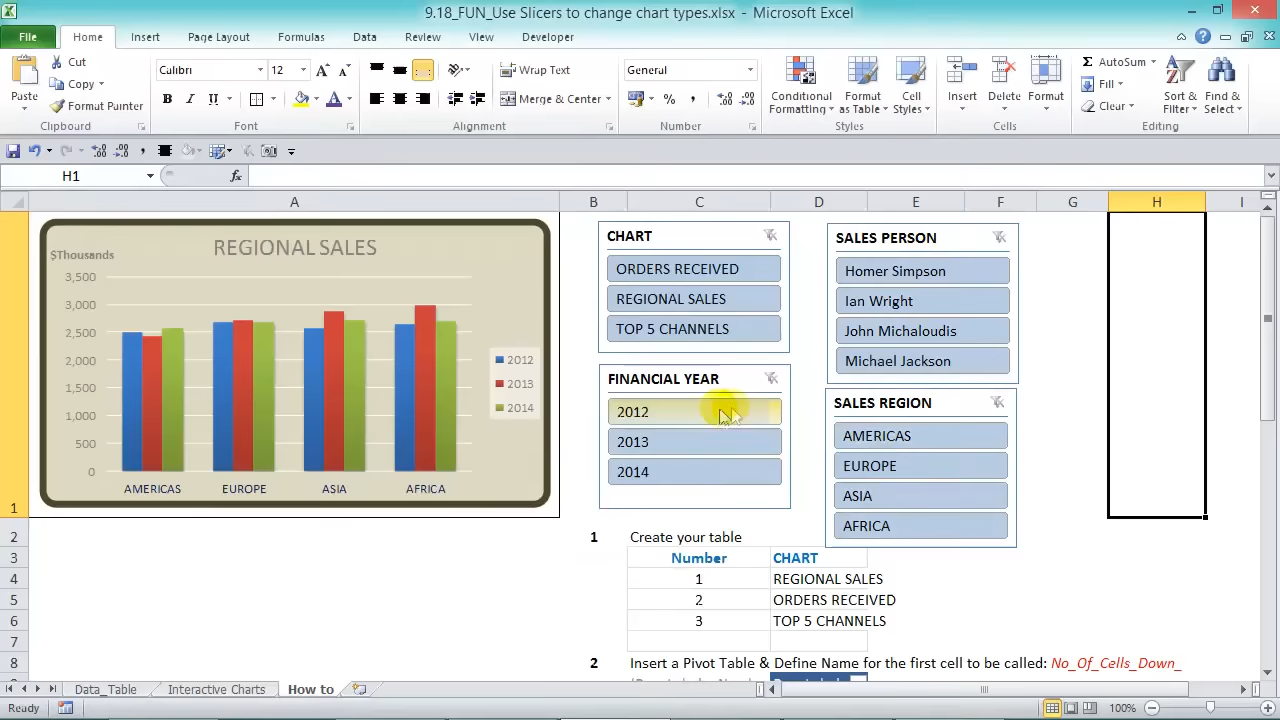 9.18_FUN_Use Slicers to change chart types.xlsx - Microsoft Excel
File Home Insert Page Layout Formulas Data Review View Developer
Paste
Cut
Copy
Format Painter
Clipboard
Calibri 12
B I U A
Font
Wrap Text
Merge & Center
Alignment
General
% ,
Number
Conditional Formatting
Format as Table
Cell Styles
Styles
Insert Delete Format
Cells
Σ AutoSum
Fill
Clear
Sort & Filter
Find & Select
Editing
H1
fx
A B C D E F G H I
1
2
3
4
5
6
7
8
REGIONAL SALES
$Thousands
3,500
3,000
2,500
2,000
1,500
1,000
500
0
AMERICAS EUROPE ASIA AFRICA
2012
2013
2014
CHART
ORDERS RECEIVED
REGIONAL SALES
TOP 5 CHANNELS
FINANCIAL YEAR
2012
2013
2014
SALES PERSON
Homer Simpson
Ian Wright
John Michaloudis
Michael Jackson
SALES REGION
AMERICAS
EUROPE
ASIA
AFRICA
1 Create your table
Number CHART
1 REGIONAL SALES
2 ORDERS RECEIVED
3 TOP 5 CHANNELS
2 Insert a Pivot Table & Define Name for the first cell to be called: No_Of_Cells_Down_
Data_Table Interactive Charts How to
Ready
100%